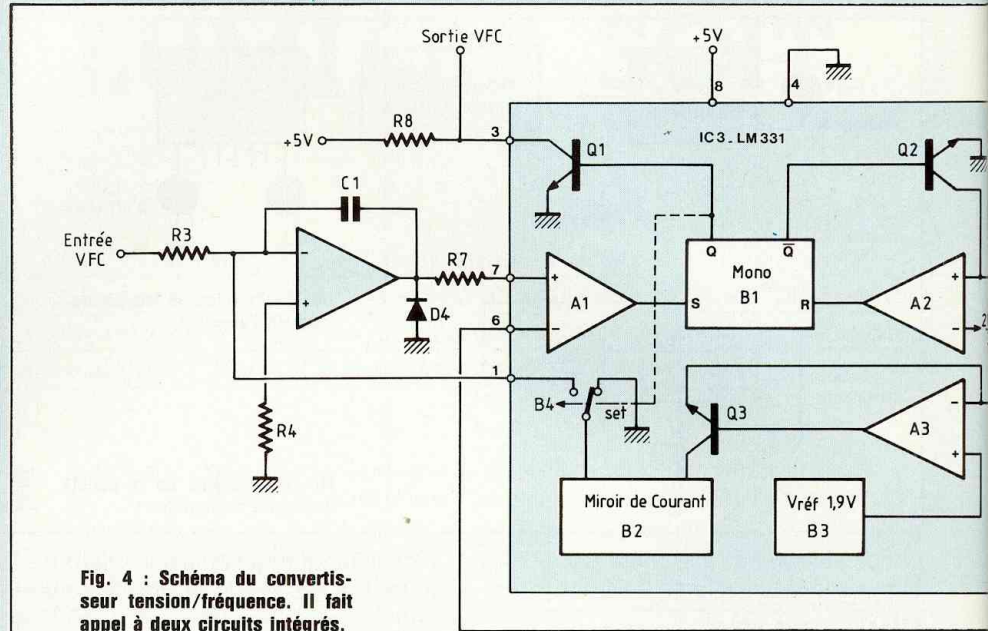 Sortie VFC
+5V
8
4
R8
+5V
3
IC3_LM331
Q1
Q2
C1
Entrée
VFC
R3
-
+
R7
7
D4
+
-
A1
6
Q
Q̅
Mono
B1
S
R
+
-
A2
2
1
B4
set
Q3
-
+
A3
R4
Miroir de Courant
B2
Vréf 1,9V
B3
Fig. 4 : Schéma du convertis-
seur tension/fréquence. Il fait
appel à deux circuits intégrés.